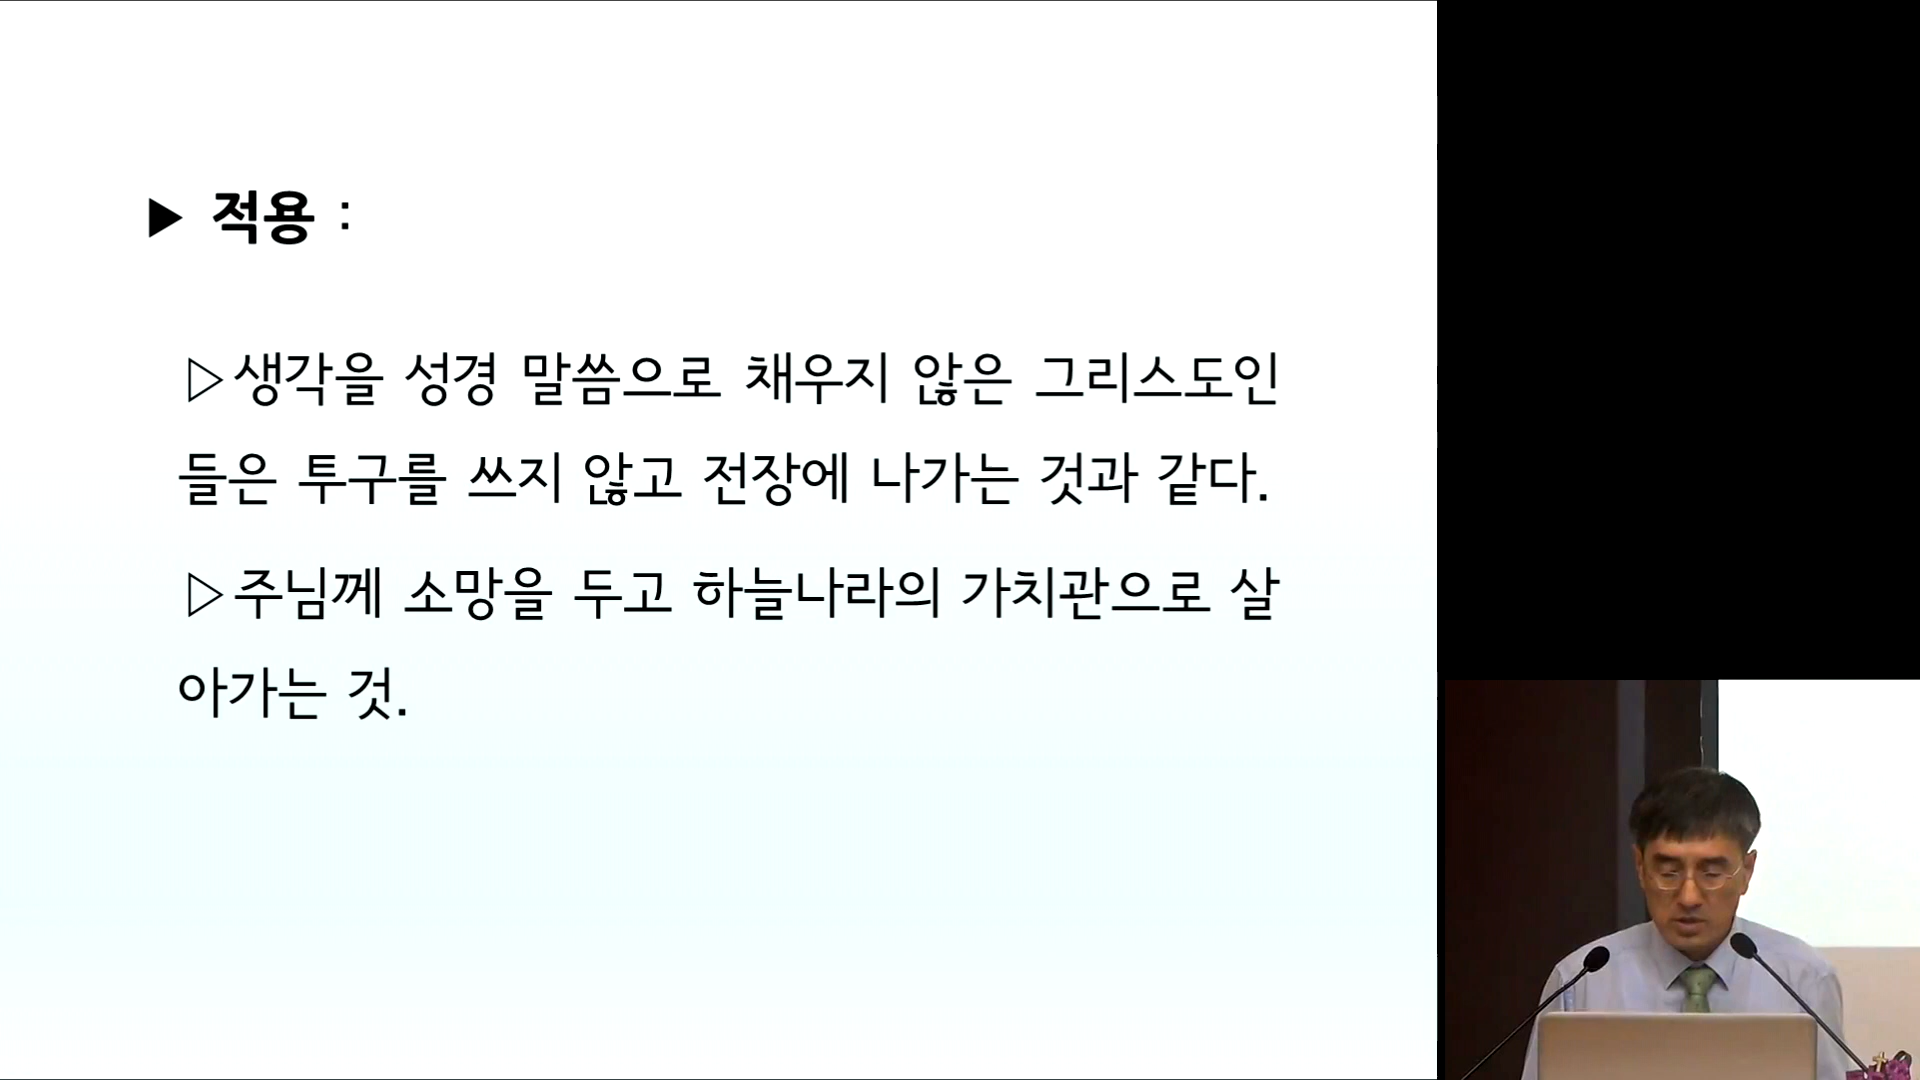 ▶ 적용 :
▷생각을 성경 말씀으로 채우지 않은 그리스도인
들은 투구를 쓰지 않고 전장에 나가는 것과 같다.
▷주님께 소망을 두고 하늘나라의 가치관으로 살
아가는 것.